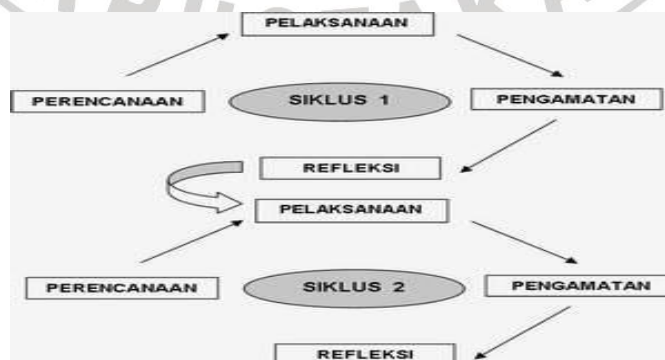 PELAKSANAAN
PERENCANAAN
SIKLUS 1
PENGAMATAN
REFLEKSI
PELAKSANAAN
PERENCANAAN
SIKLUS 2
PENGAMATAN
REFLEKSI